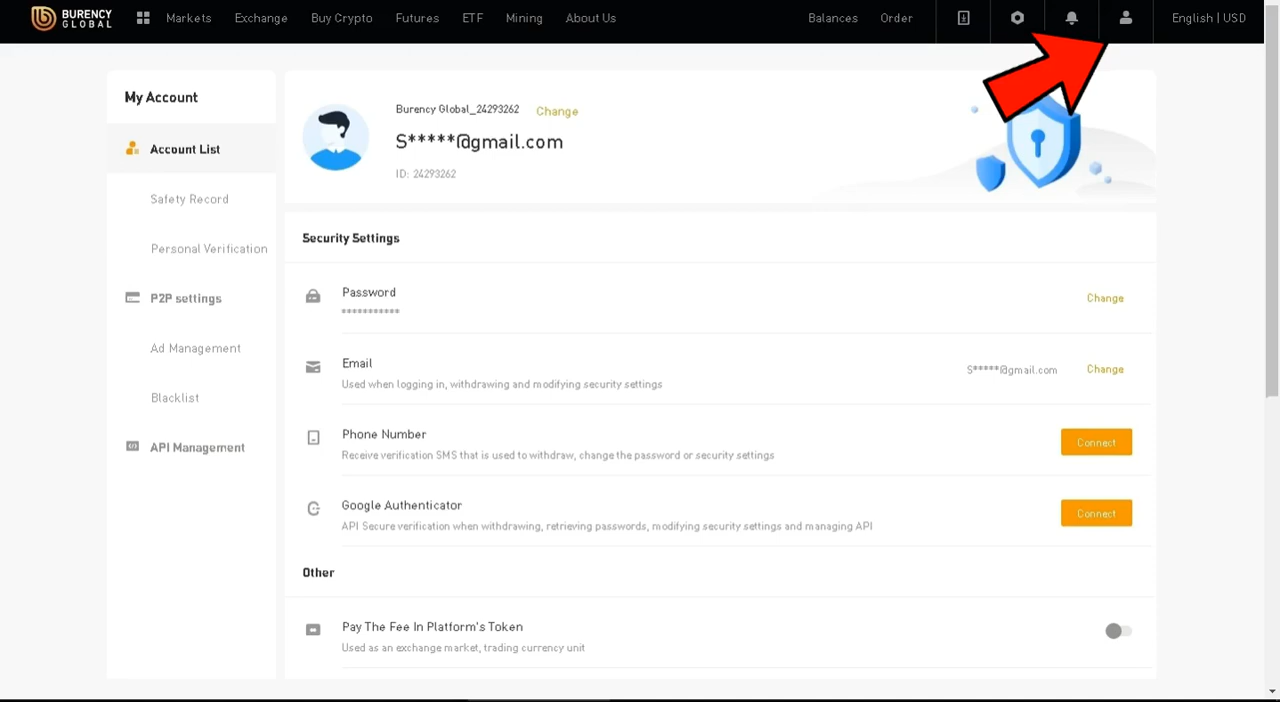 BURENCY
GLOBAL
Markets Exchange Buy Crypto Futures ETF Mining About Us Balances Order English | USD
My Account
Account List
Safety Record
Personal Verification
P2P settings
Ad Management
Blacklist
API Management
Burency Global_24293262 Change
S*****@gmail.com
ID: 24293262
Security Settings
Password
***********
Change
Email
Used when logging in, withdrawing and modifying security settings
S*****@gmail.com Change
Phone Number
Receive verification SMS that is used to withdraw, change the password or security settings
Connect
Google Authenticator
API Secure verification when withdrawing, retrieving passwords, modifying security settings and managing API
Connect
Other
Pay The Fee In Platform's Token
Used as an exchange market, trading currency unit